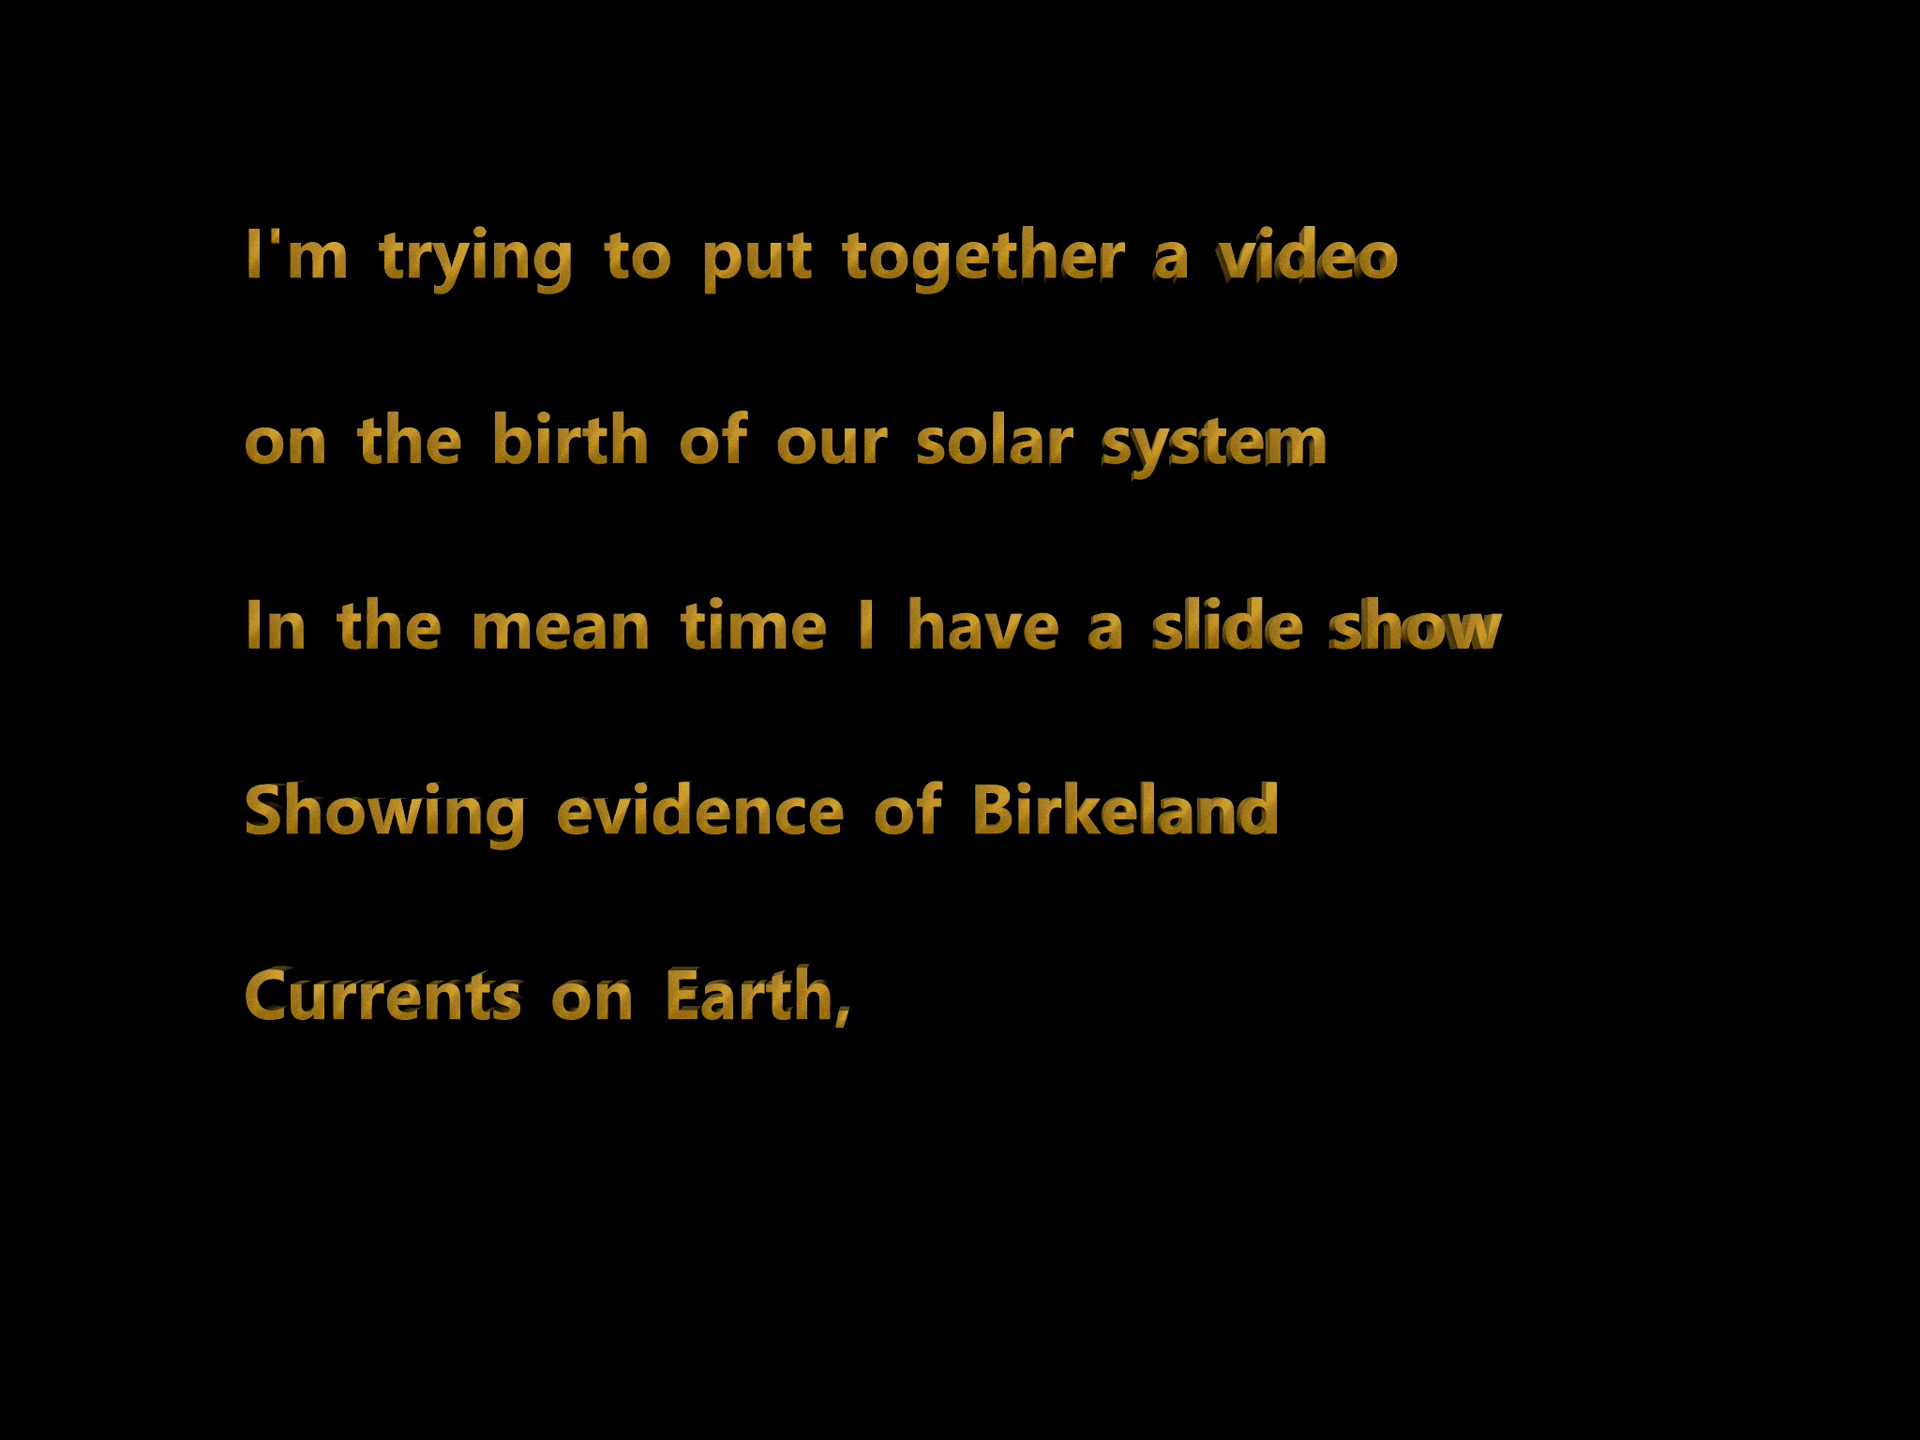 I'm trying to put together a video
on the birth of our solar system
In the mean time I have a slide show
Showing evidence of Birkeland
Currents on Earth,